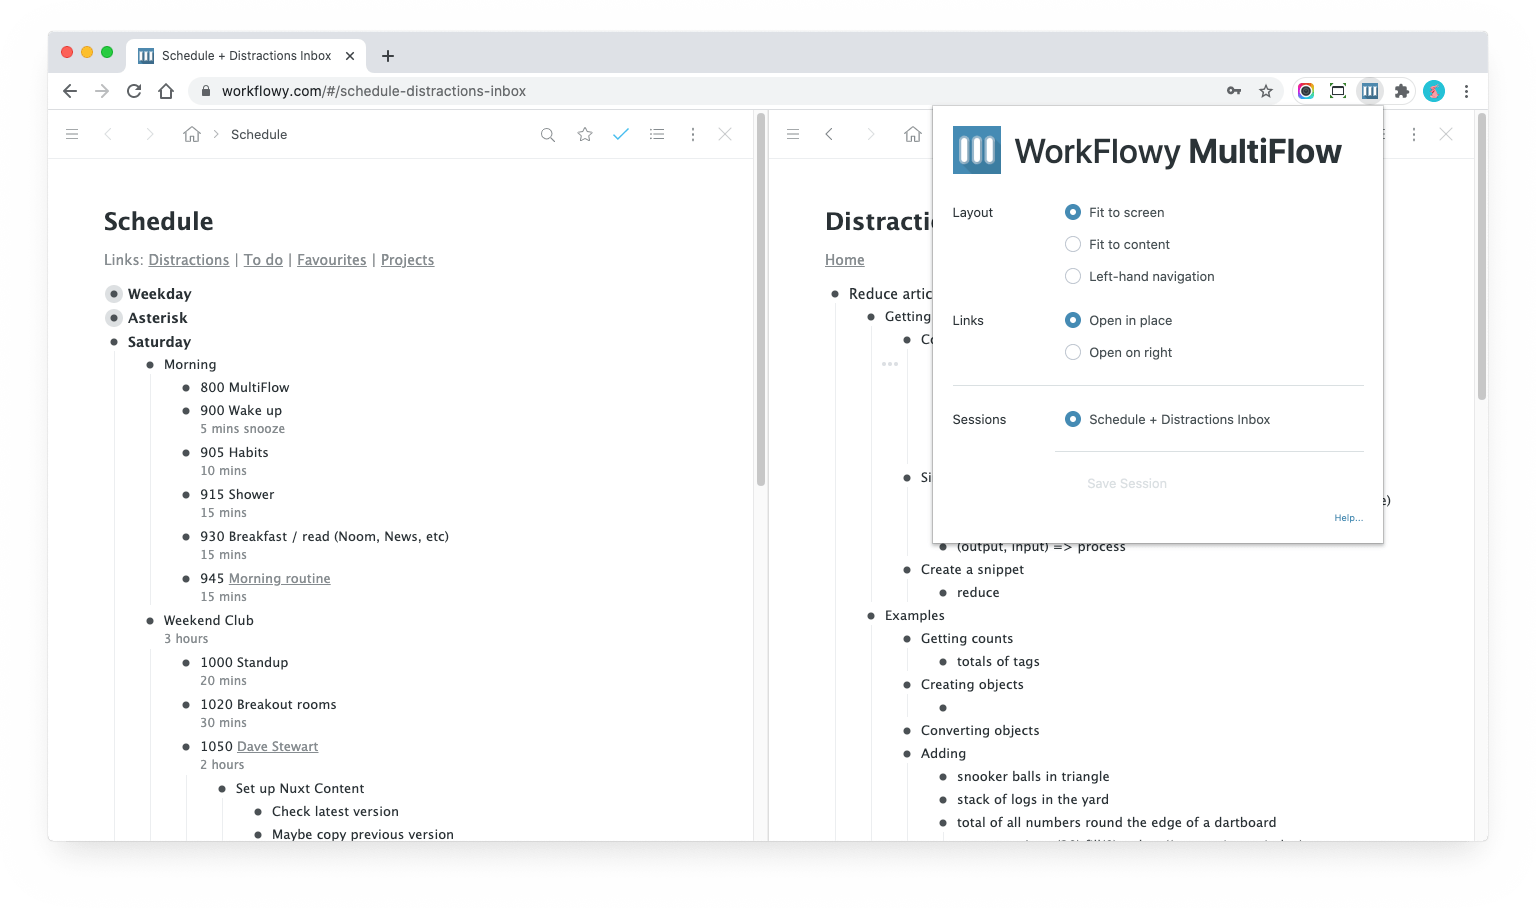 Schedule + Distractions Inbox
workflowy.com/#/schedule-distractions-inbox
Schedule
Schedule
Links: Distractions | To do | Favourites | Projects
Weekday
Asterisk
Saturday
Morning
800 MultiFlow
900 Wake up
5 mins snooze
905 Habits
10 mins
915 Shower
15 mins
930 Breakfast / read (Noom, News, etc)
15 mins
945 Morning routine
15 mins
Weekend Club
3 hours
1000 Standup
20 mins
1020 Breakout rooms
30 mins
1050 Dave Stewart
2 hours
Set up Nuxt Content
Check latest version
Maybe copy previous version
Distracti
Home
Reduce artic
Getting
Co
Si
e)
(output, input) => process
Create a snippet
reduce
Examples
Getting counts
totals of tags
Creating objects
Converting objects
Adding
snooker balls in triangle
stack of logs in the yard
total of all numbers round the edge of a dartboard
WorkFlowy MultiFlow
Layout
Fit to screen
Fit to content
Left-hand navigation
Links
Open in place
Open on right
Sessions
Schedule + Distractions Inbox
Save Session
Help...